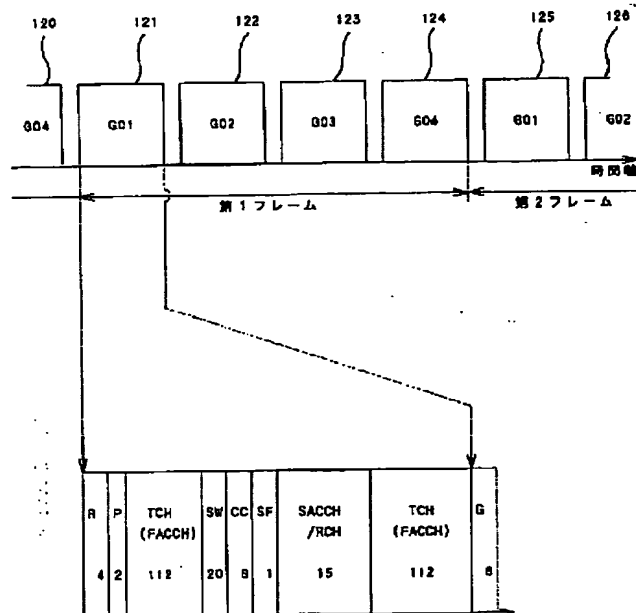 120 121 122 123 124 125 126
G04 G01 G02 G03 G04 G01 G02
時間軸
第1フレーム 第2フレーム
R P TCH SW CC SF SACCH TCH G
(FACCH) /RCH (FACCH)
4 2 112 20 8 1 15 112 6